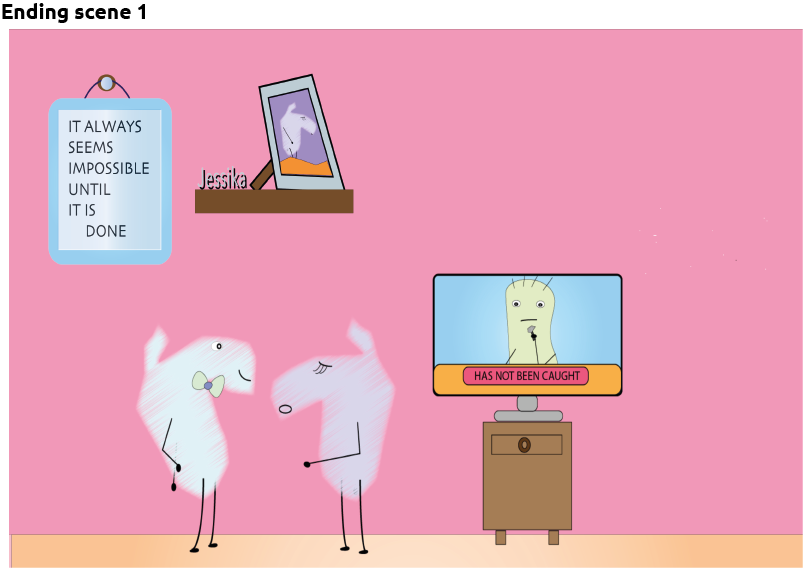 Ending scene 1
IT ALWAYS
SEEMS
IMPOSSIBLE
UNTIL
IT IS
DONE
Jessika
HAS NOT BEEN CAUGHT